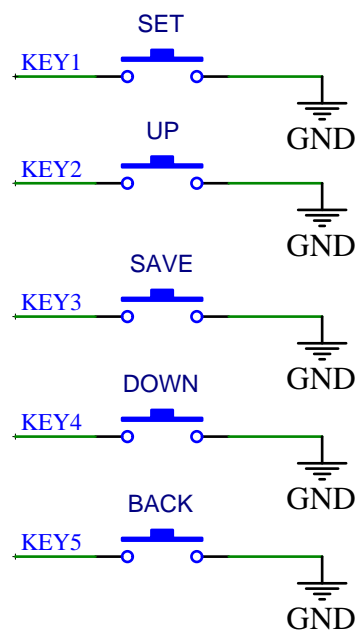 SET
KEY1
GND
UP
KEY2
GND
SAVE
KEY3
GND
DOWN
KEY4
GND
BACK
KEY5
GND